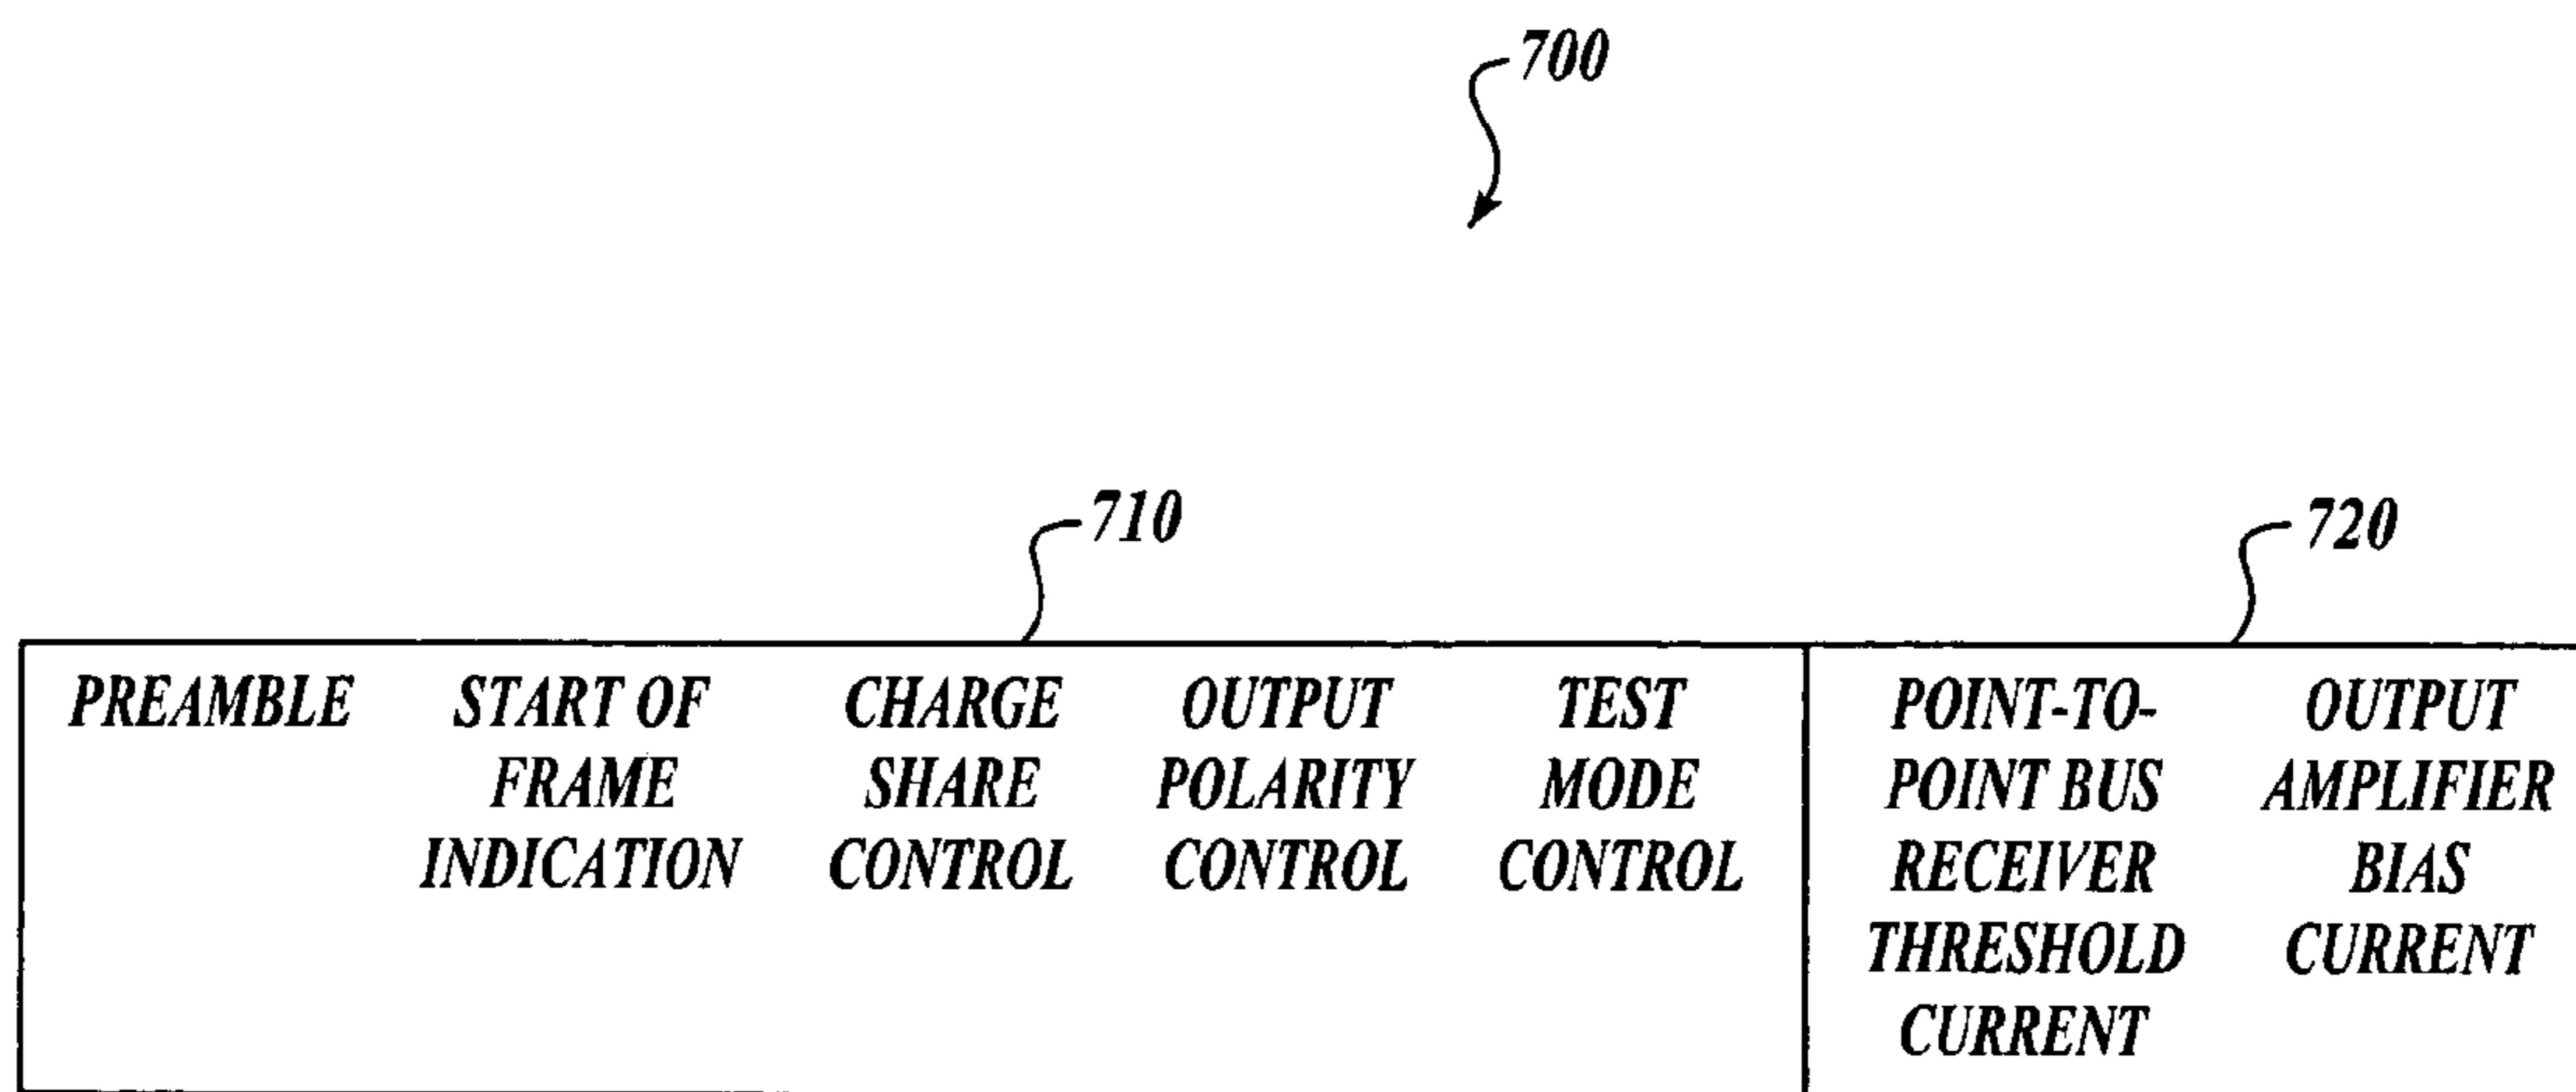 700
710
720
PREAMBLE
START OF
FRAME
INDICATION
CHARGE
SHARE
CONTROL
OUTPUT
POLARITY
CONTROL
TEST
MODE
CONTROL
POINT-TO-
POINT BUS
RECEIVER
THRESHOLD
CURRENT
OUTPUT
AMPLIFIER
BIAS
CURRENT